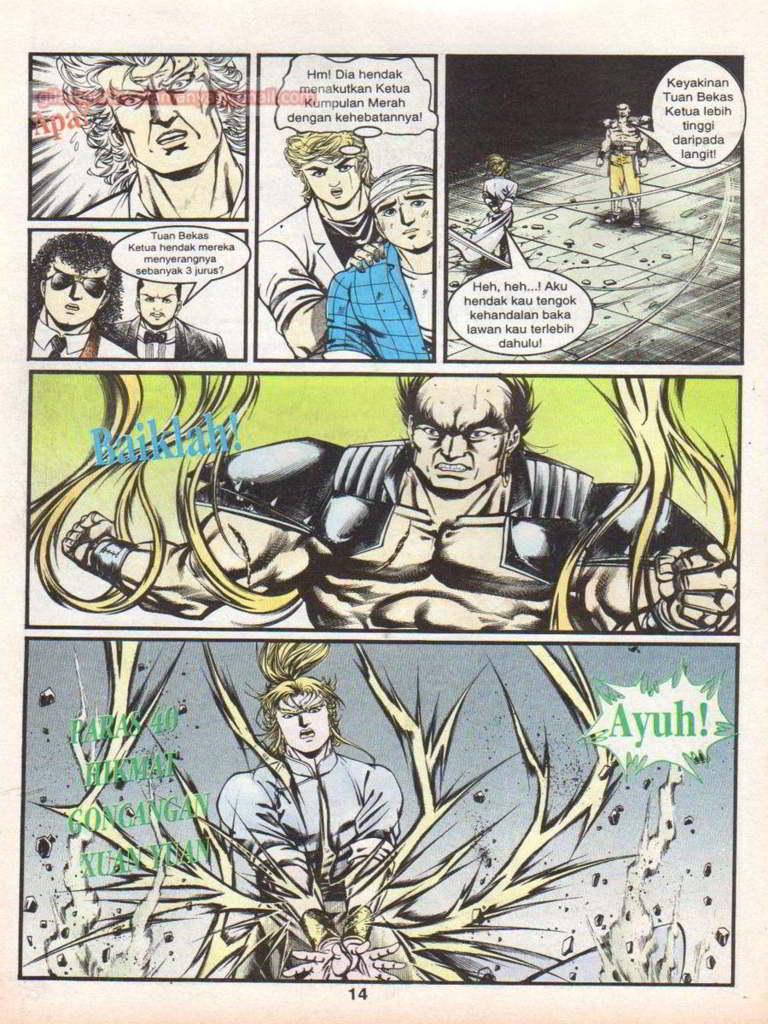 Apa!
Tuan Bekas
Ketua hendak mereka
menyerangnya
sebanyak 3 jurus?
Hm! Dia hendak
menakutkan Ketua
Kumpulan Merah
dengan kehebatannya!
Keyakinan
Tuan Bekas
Ketua lebih
tinggi
daripada
langit!
Heh, heh...! Aku
hendak kau tengok
kehandalan baka
lawan kau terlebih
dahulu!
Baiklah!
PARAS 40
HIKMAT
GONCANGAN
XUAN YUAN
Ayuh!
14